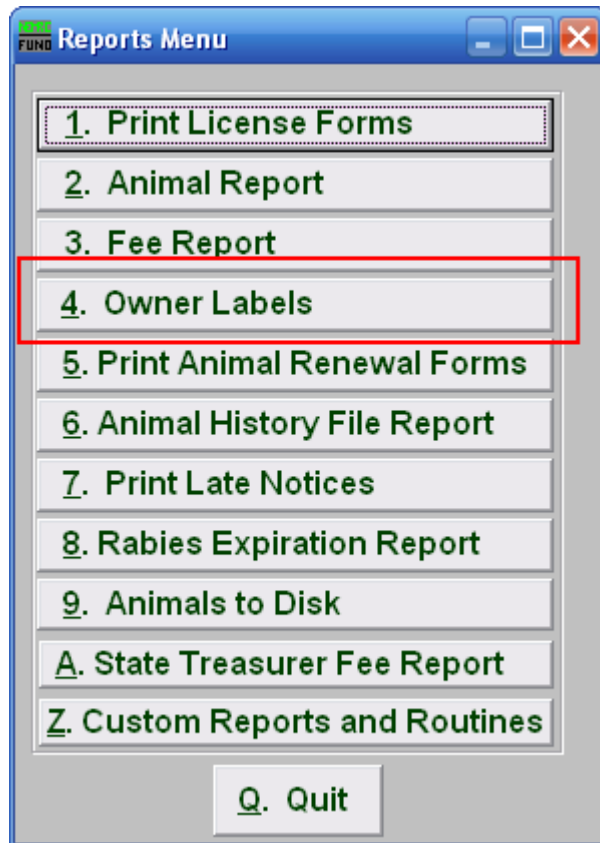 FUND Reports Menu
1. Print License Forms
2. Animal Report
3. Fee Report
4. Owner Labels
5. Print Animal Renewal Forms
6. Animal History File Report
7. Print Late Notices
8. Rabies Expiration Report
9. Animals to Disk
A. State Treasurer Fee Report
Z. Custom Reports and Routines
Q. Quit